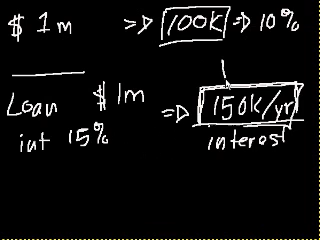 $ 1m => 100K => 10%
Loan $ 1m => 150K/yr
int 15% interest